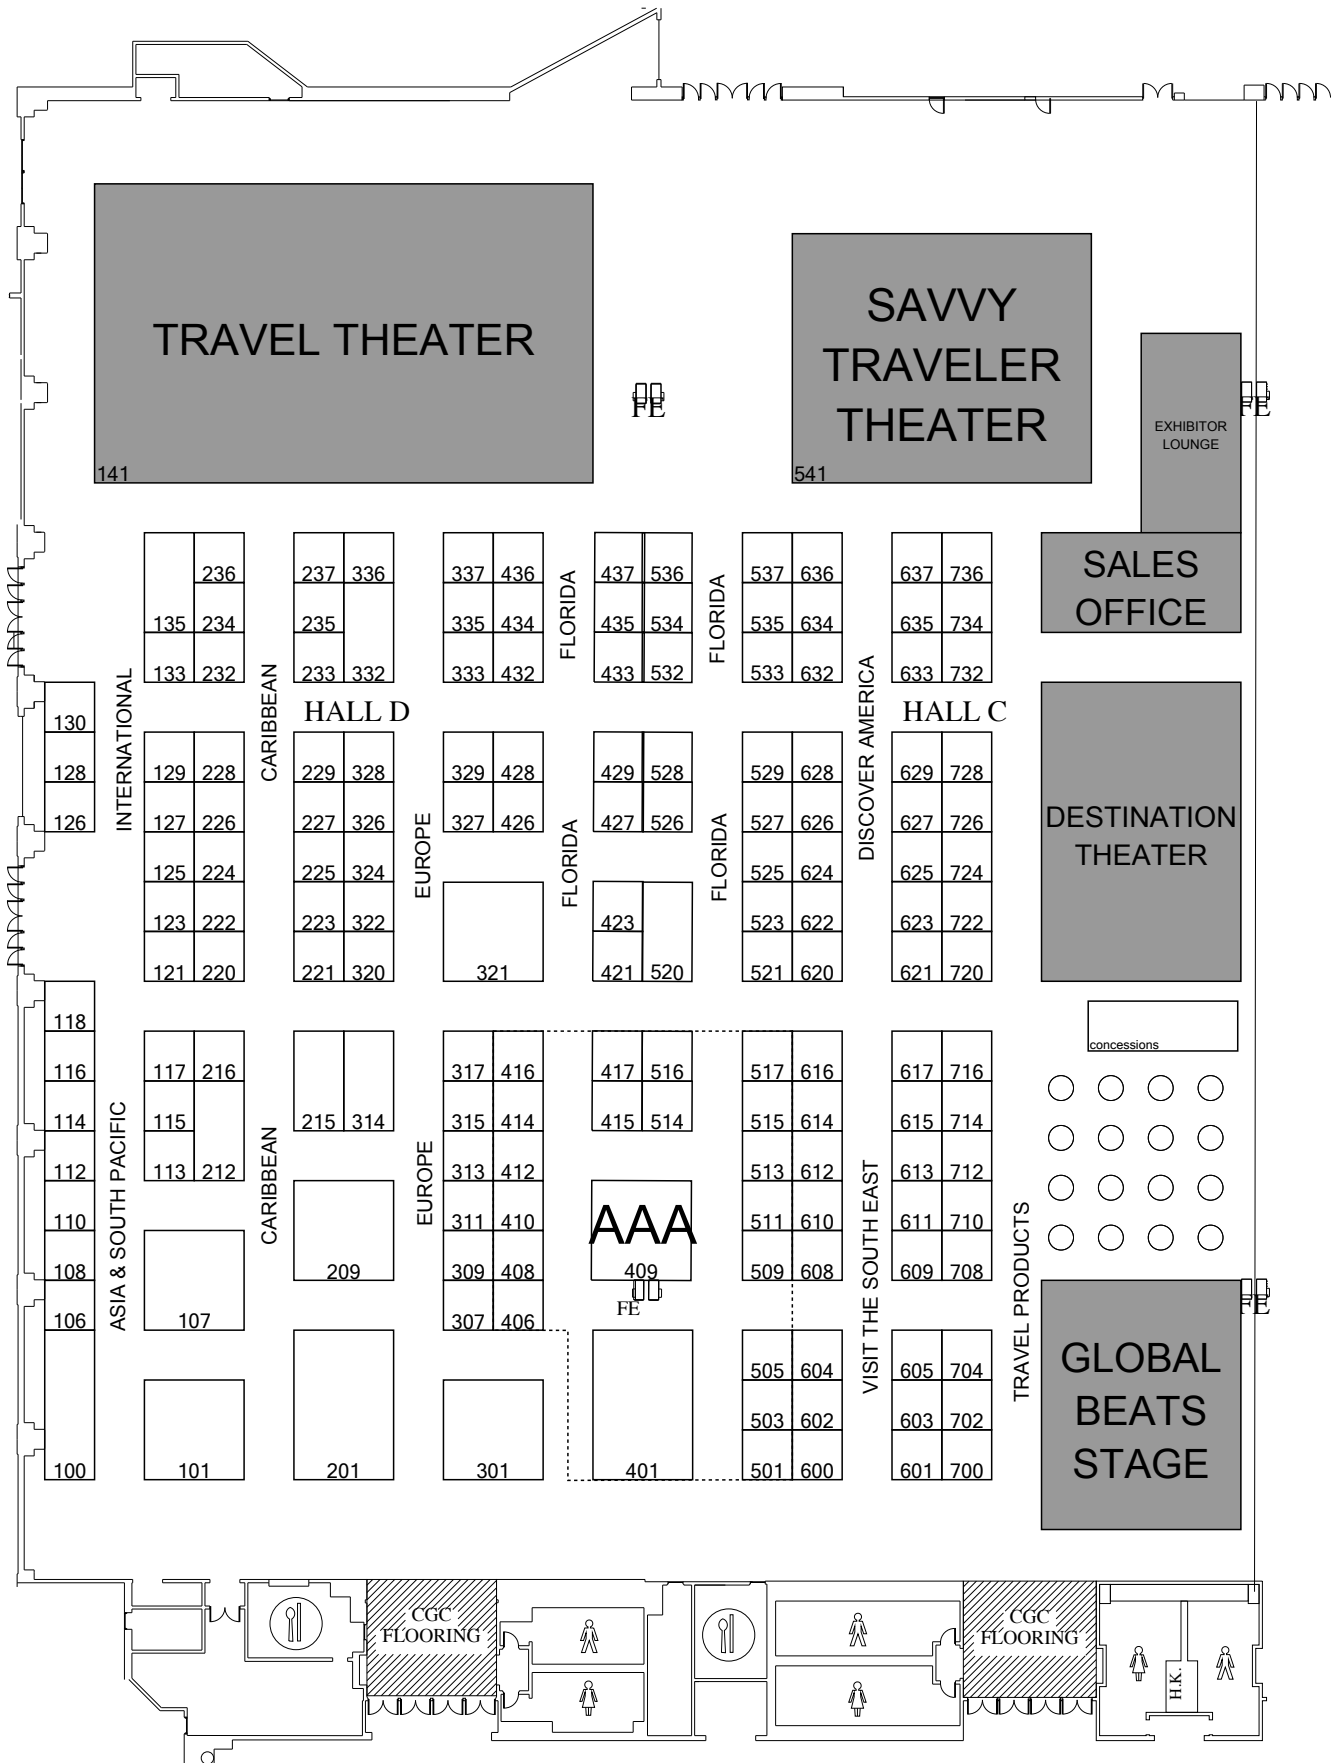 TRAVEL THEATER
141
SAVVY
TRAVELER
THEATER
541
FE
FE
EXHIBITOR
LOUNGE
SALES
OFFICE
236 237 336 337 436 437 536 537 636 637 736
135 234 235 335 434 435 534 535 634 635 734
133 232 233 332 333 432 433 532 533 632 633 732
INTERNATIONAL
CARIBBEAN
FLORIDA
FLORIDA
DISCOVER AMERICA
HALL D
HALL C
130
128 129 228 229 328 329 428 429 528 529 628 629 728
126 127 226 227 326 327 426 427 526 527 626 627 726
125 224 225 324 525 624 625 724
123 222 223 322 423 523 622 623 722
121 220 221 320 321 421 520 521 620 621 720
EUROPE
FLORIDA
FLORIDA
DESTINATION
THEATER
concessions
118
116 117 216 317 416 417 516 517 616 617 716
114 115 215 314 315 414 415 514 515 614 615 714
112 113 212 313 412 513 612 613 712
110 311 410 511 610 611 710
AAA
108 209 309 408 409 509 608 609 708
106 107 307 406
FE
FE
ASIA & SOUTH PACIFIC
CARIBBEAN
EUROPE
VISIT THE SOUTH EAST
TRAVEL PRODUCTS
505 604 605 704
503 602 603 702
100 101 201 301 401 501 600 601 700
GLOBAL
BEATS
STAGE
CGC
FLOORING
CGC
FLOORING
H.K.